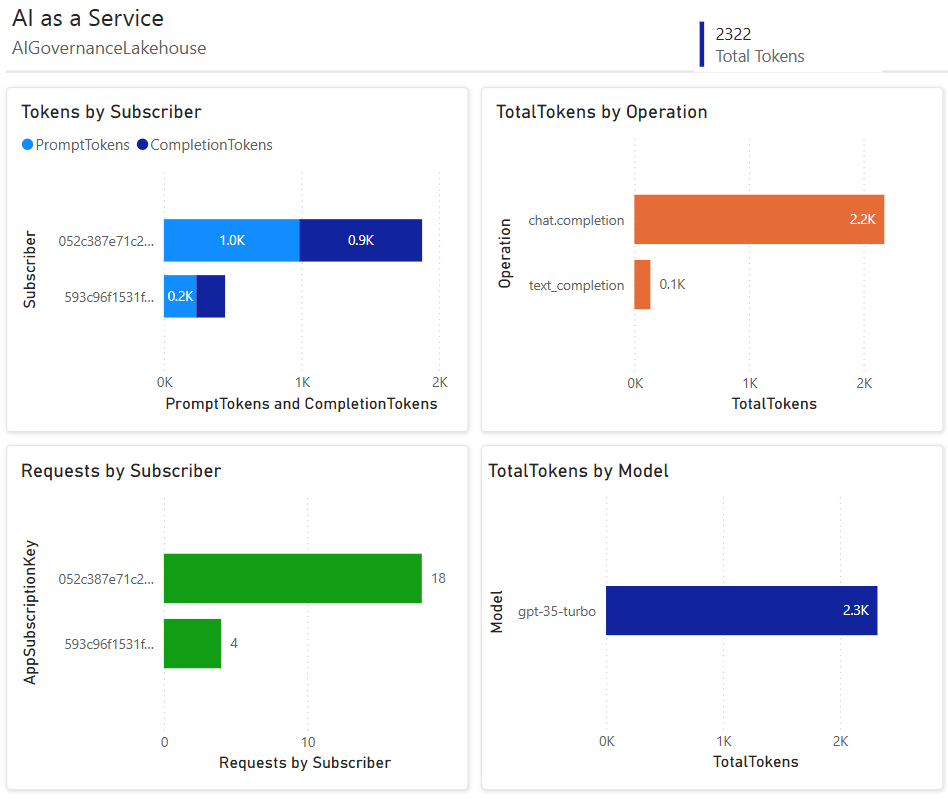 AI as a Service
AIGovernanceLakehouse
2322
Total Tokens
Tokens by Subscriber
PromptTokens CompletionTokens
Subscriber
052c387e71c2... 1.0K 0.9K
593c96f1531f... 0.2K
0K 1K 2K
PromptTokens and CompletionTokens
TotalTokens by Operation
Operation
chat.completion 2.2K
text_completion 0.1K
0K 1K 2K
TotalTokens
Requests by Subscriber
AppSubscriptionKey
052c387e71c2... 18
593c96f1531f... 4
0 10
Requests by Subscriber
TotalTokens by Model
Model
gpt-35-turbo 2.3K
0K 1K 2K
TotalTokens